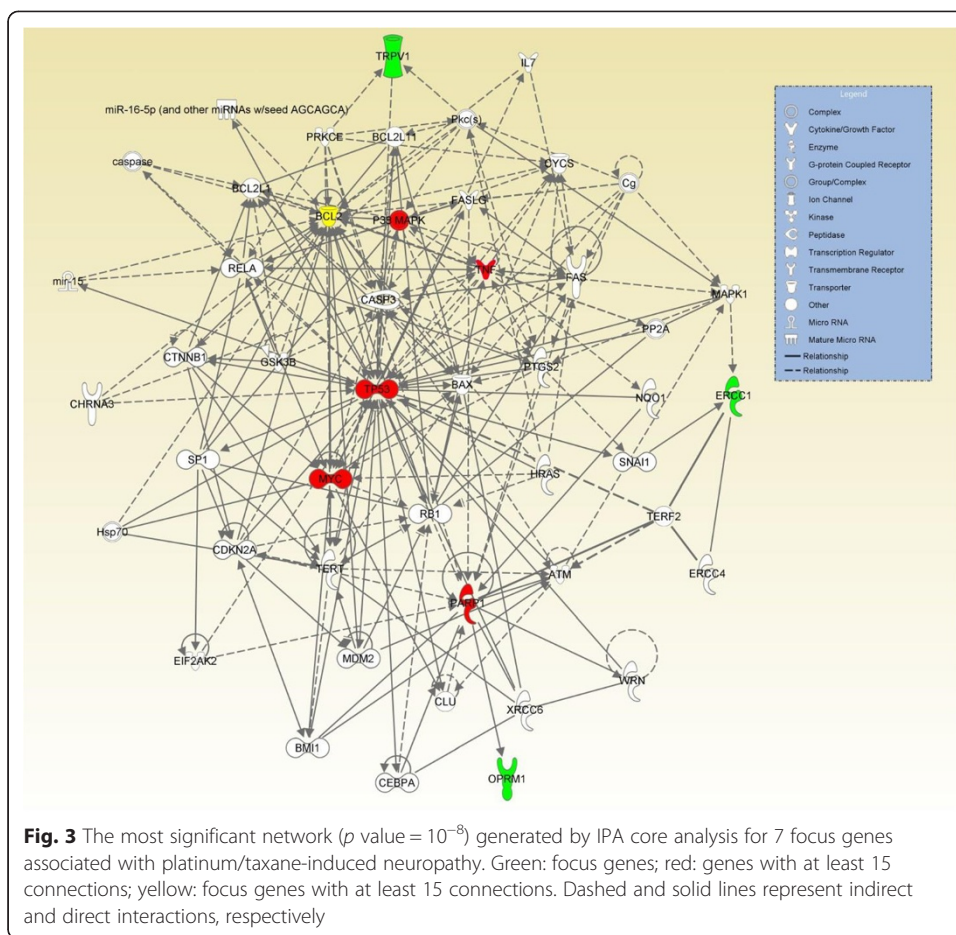 TRPV1
IL7
miR-16-5p (and other miRNAs w/seed AGCAGCA)
Pkc(s)
PRKCE
BCL2L11
caspase
CYCS
Cg
BCL2L1
FASLG
BCL2
P38 MAPK
RELA
TNF
FAS
mir-15
CASP3
MAPK1
PP2A
CTNNB1
GSK3B
PTGS2
BAX
TP53
NQO1
ERCC1
CHRNA3
SP1
SNAI1
HRAS
MYC
RB1
TERF2
Hsp70
CDKN2A
TERT
ATM
ERCC4
PARP1
EIF2AK2
MDM2
WRN
CLU
XRCC6
BMI1
CEBPA
OPRM1
Legend
Complex
Cytokine/Growth Factor
Enzyme
G-protein Coupled Receptor
Group/Complex
Ion Channel
Kinase
Peptidase
Transcription Regulator
Transmembrane Receptor
Transporter
Other
Micro RNA
Mature Micro RNA
Relationship
Relationship
Fig. 3 The most significant network (p value = 10⁻⁸) generated by IPA core analysis for 7 focus genes
associated with platinum/taxane-induced neuropathy. Green: focus genes; red: genes with at least 15
connections; yellow: focus genes with at least 15 connections. Dashed and solid lines represent indirect
and direct interactions, respectively